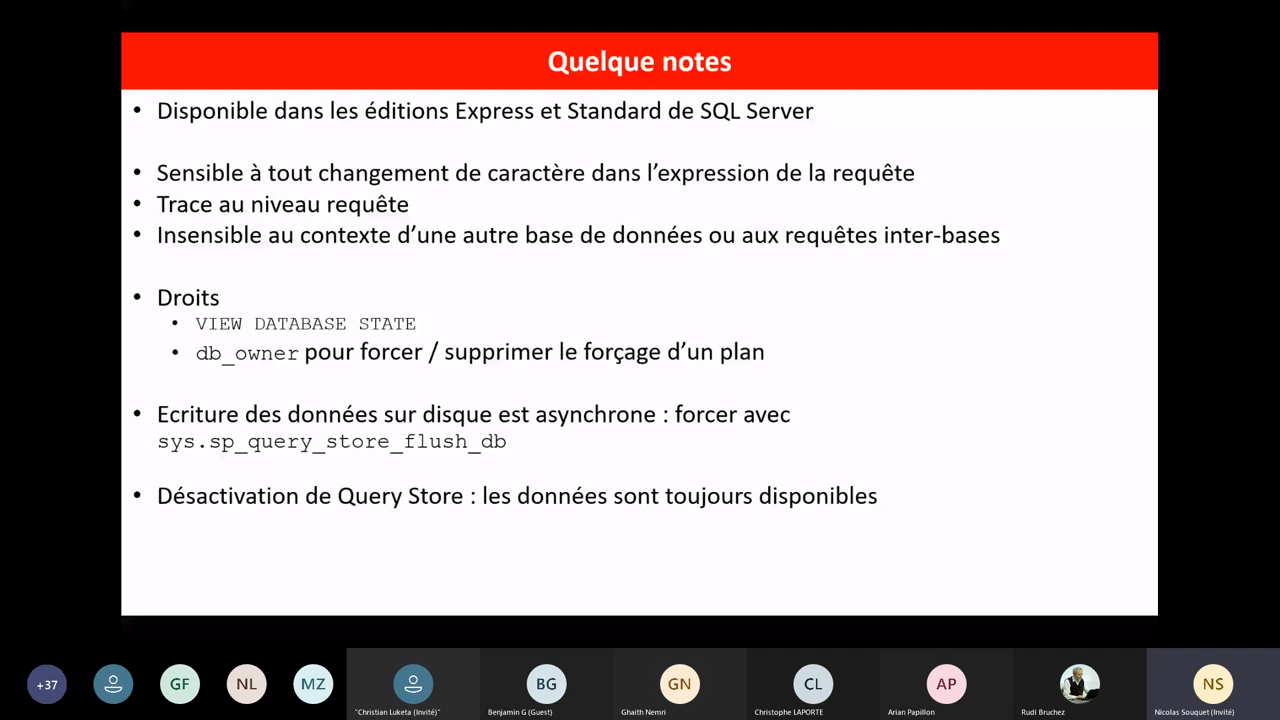 Quelque notes
• Disponible dans les éditions Express et Standard de SQL Server
• Sensible à tout changement de caractère dans l’expression de la requête
• Trace au niveau requête
• Insensible au contexte d’une autre base de données ou aux requêtes inter-bases
• Droits
• VIEW DATABASE STATE
• db_owner pour forcer / supprimer le forçage d’un plan
• Ecriture des données sur disque est asynchrone : forcer avec
sys.sp_query_store_flush_db
• Désactivation de Query Store : les données sont toujours disponibles
+37
GF
NL
MZ
BG
GN
CL
AP
NS
"Christian Luketa (Invité)"
Benjamin G (Guest)
Ghaith Nemri
Christophe LAPORTE
Arian Papillon
Rudi Bruchez
Nicolas Souquet (Invité)